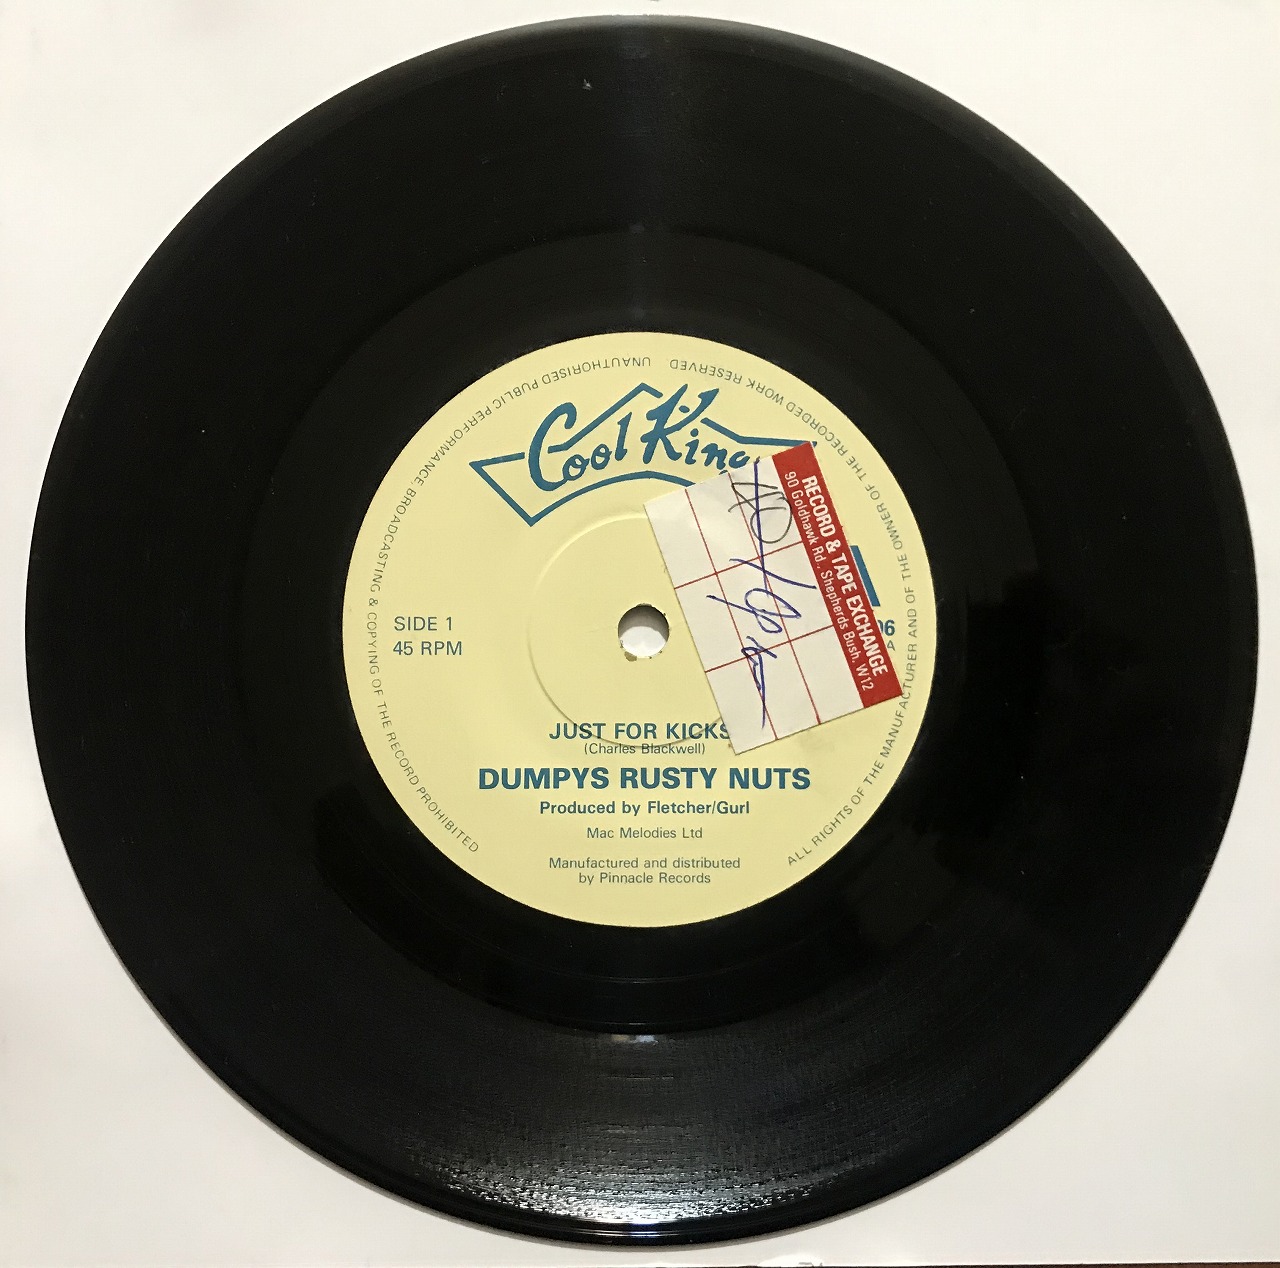 UNAUTHORISED PUBLIC PERFORMANCE BROADCASTING & COPYING OF THE RECORD PROHIBITED
ALL RIGHTS OF THE MANUFACTURER AND OF THE OWNER OF THE RECORDED WORK RESERVED
Cool King
RECORD & TAPE EXCHANGE
90 Goldhawk Rd., Shepherds Bush, W12
40
SIDE 1
45 RPM
06
A
JUST FOR KICKS
(Charles Blackwell)
DUMPYS RUSTY NUTS
Produced by Fletcher/Gurl
Mac Melodies Ltd
Manufactured and distributed
by Pinnacle Records